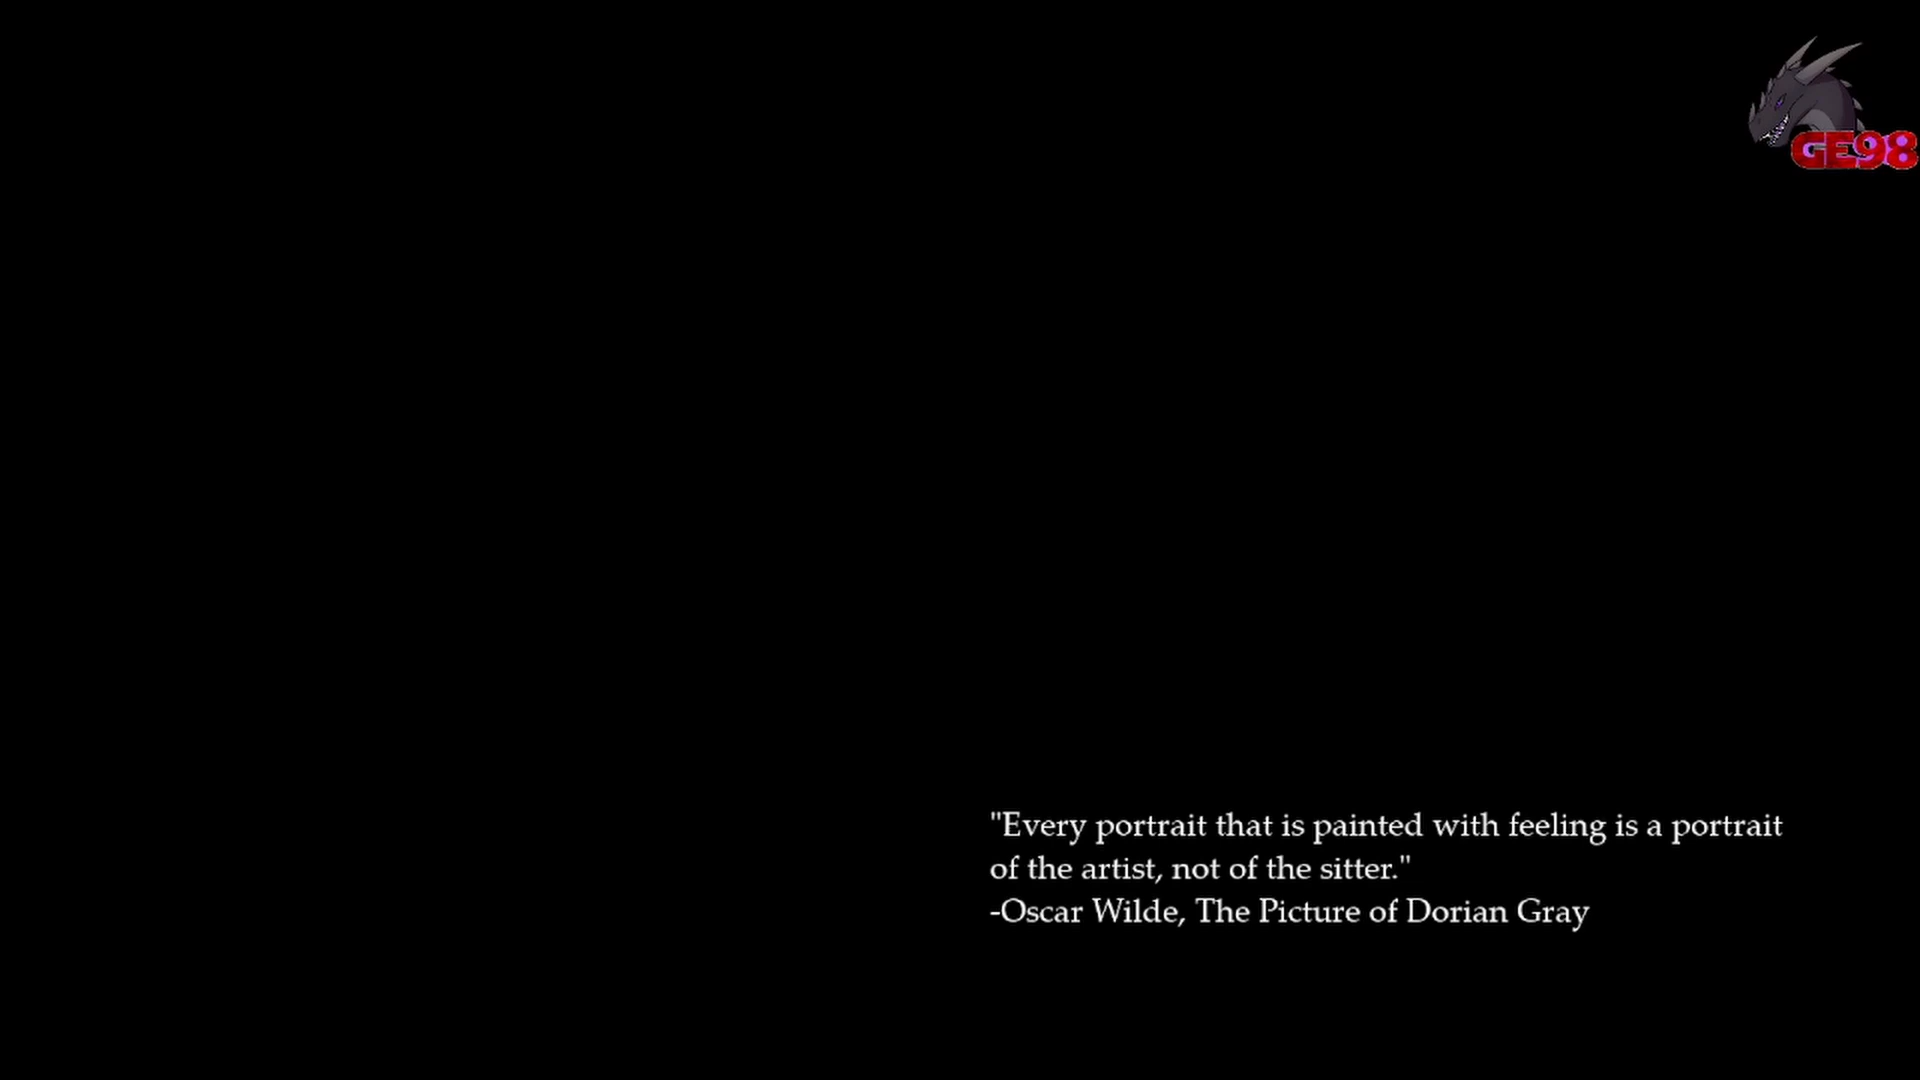 GE98
"Every portrait that is painted with feeling is a portrait
of the artist, not of the sitter."
-Oscar Wilde, The Picture of Dorian Gray